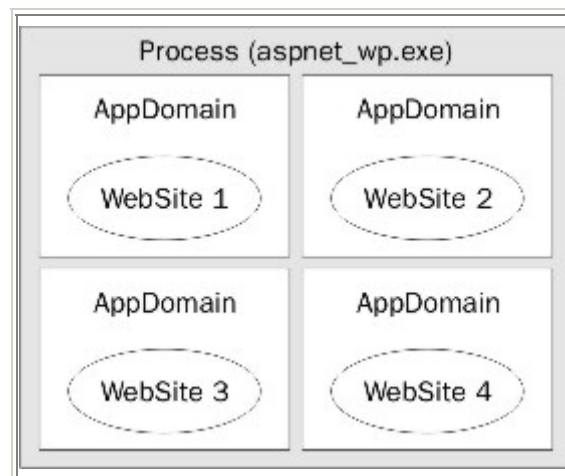 Process (aspnet_wp.exe)
AppDomain
WebSite 1
AppDomain
WebSite 2
AppDomain
WebSite 3
AppDomain
WebSite 4